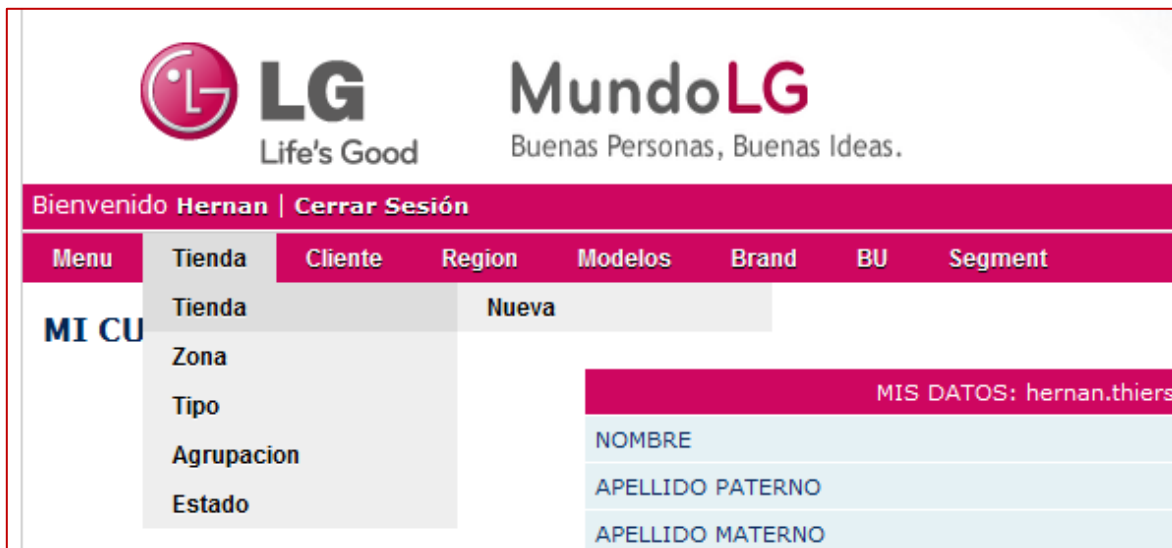 LG MundoLG
Life's Good Buenas Personas, Buenas Ideas.
Bienvenido Hernan | Cerrar Sesión
Menu Tienda Cliente Region Modelos Brand BU Segment
Tienda Nueva
MI CU
Zona
Tipo
MIS DATOS: hernan.thiers
NOMBRE
Agrupacion
APELLIDO PATERNO
Estado
APELLIDO MATERNO